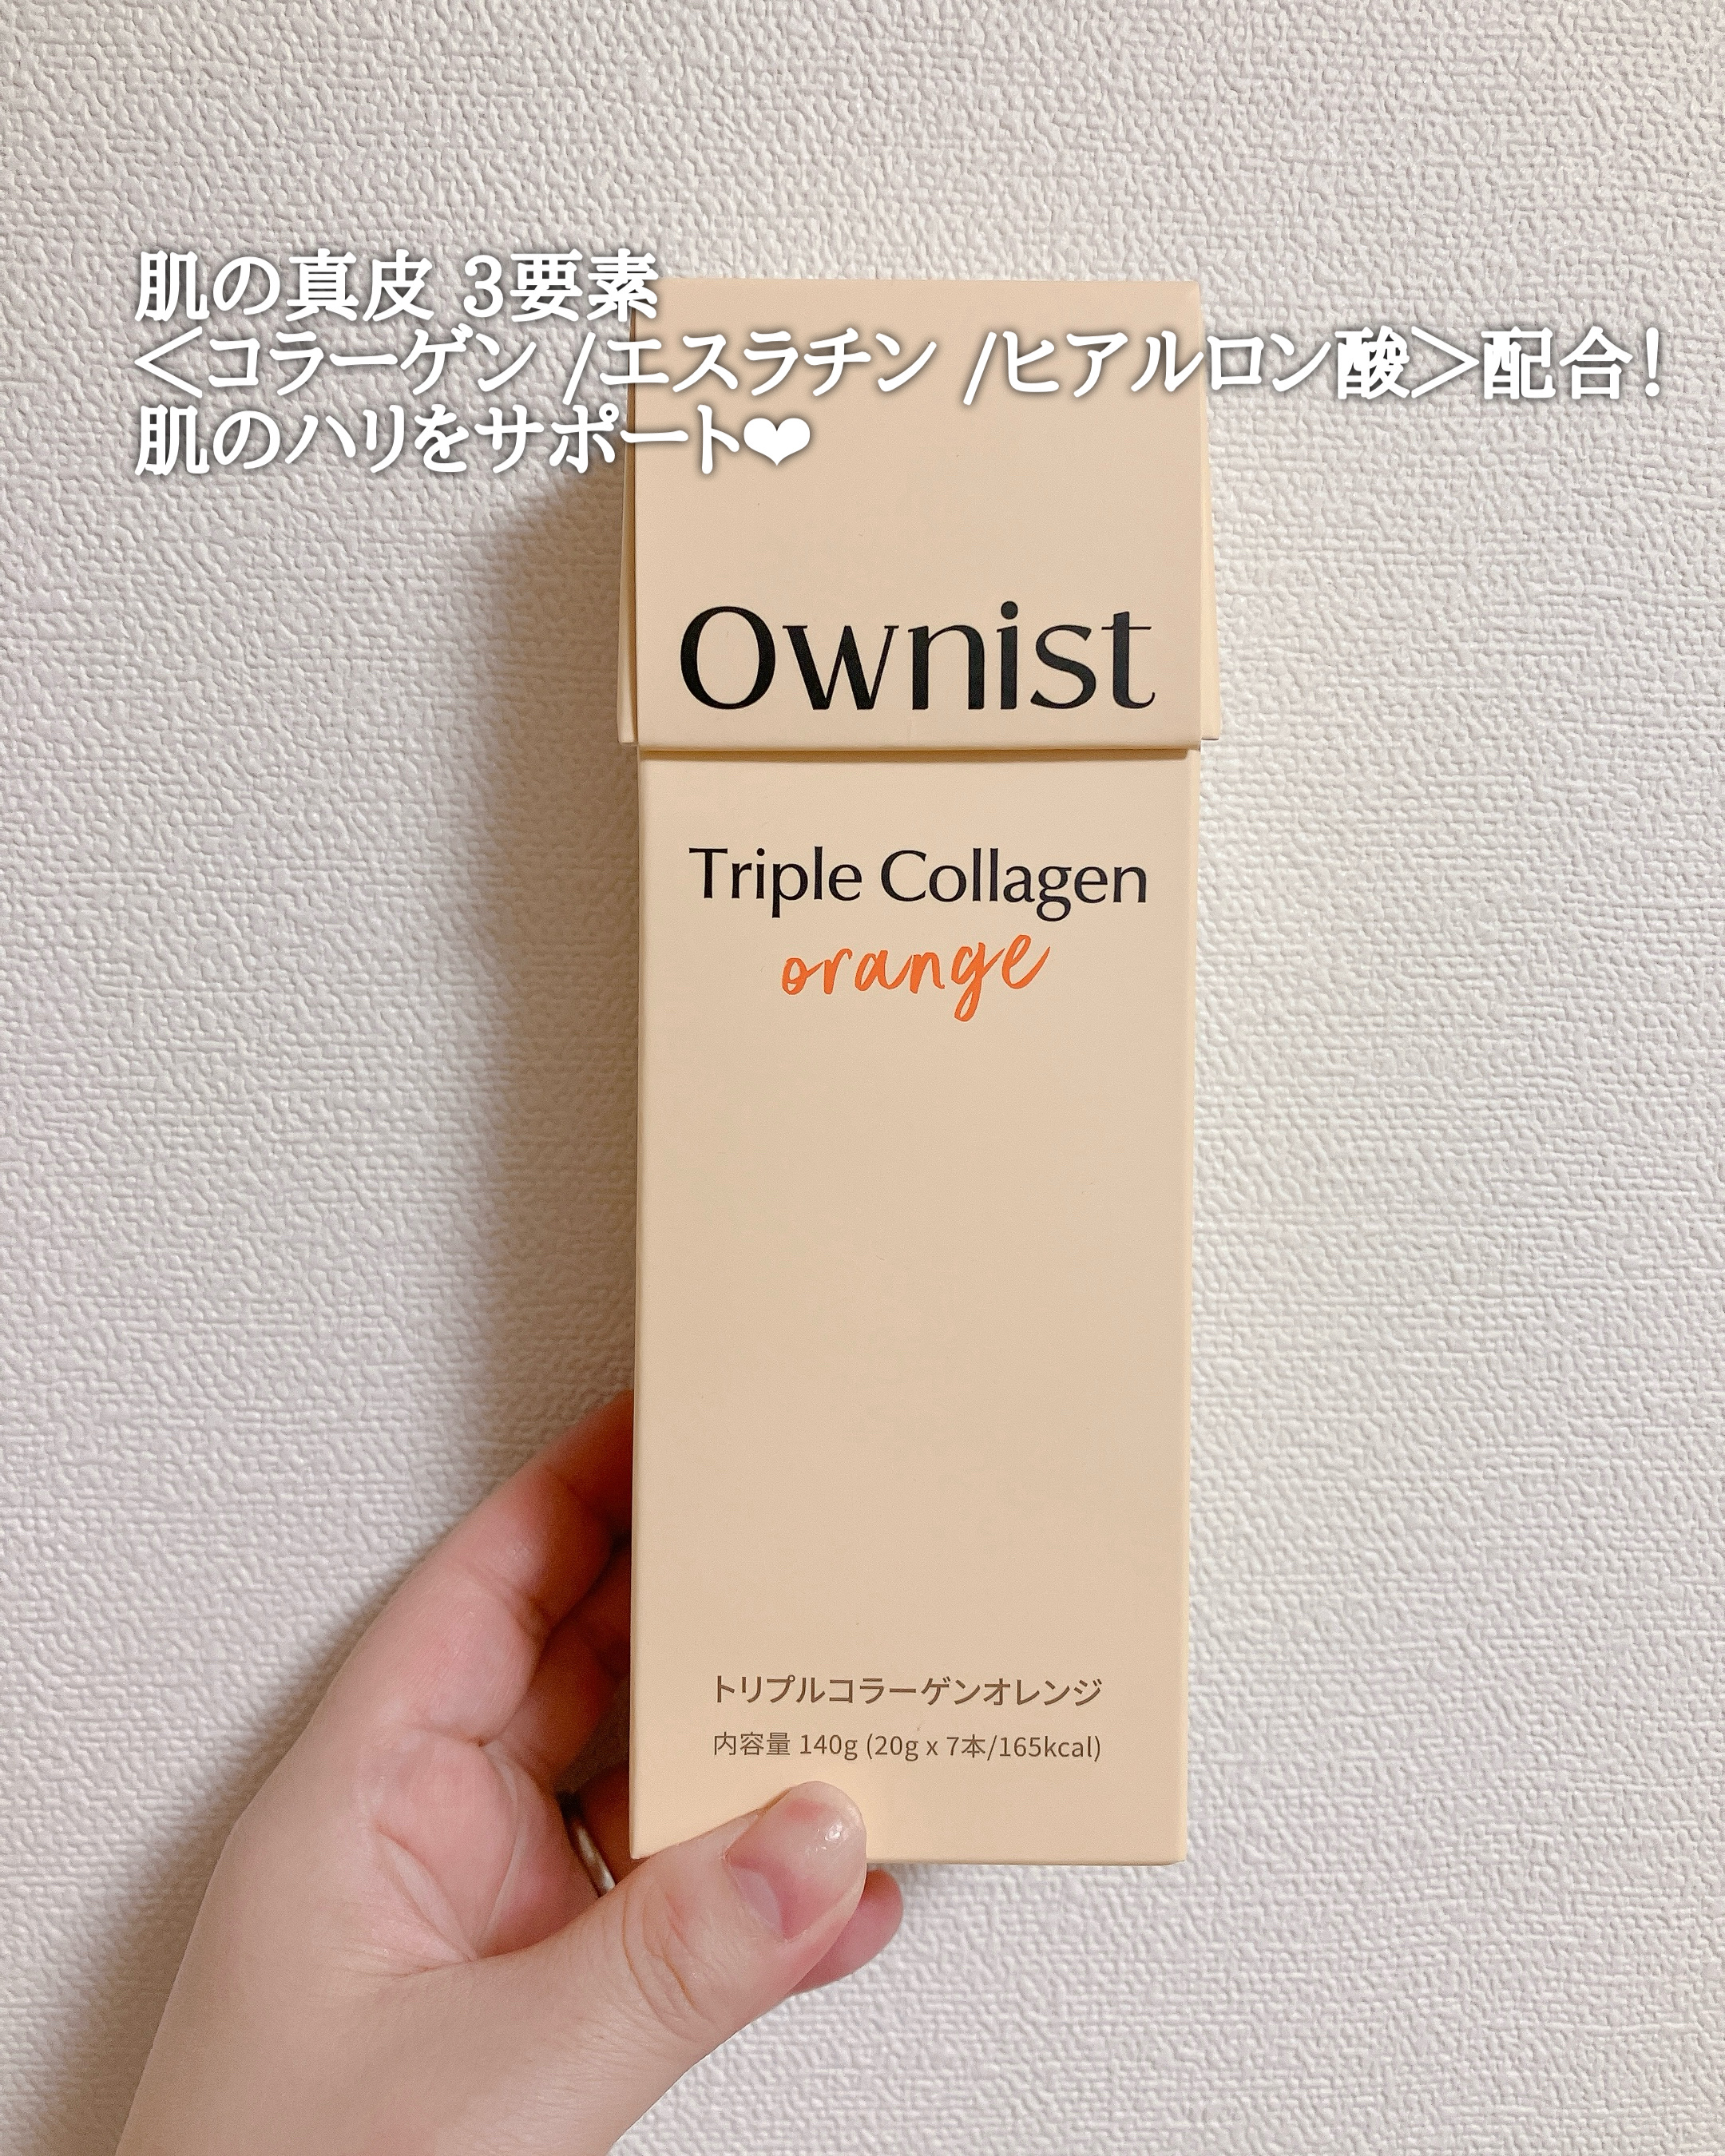 肌の真皮 3要素
＜コラーゲン /エスラチン /ヒアルロン酸＞配合!
肌のハリをサポート❤
Ownist
Triple Collagen
orange
トリプルコラーゲンオレンジ
内容量 140g (20g x 7本/165kcal)